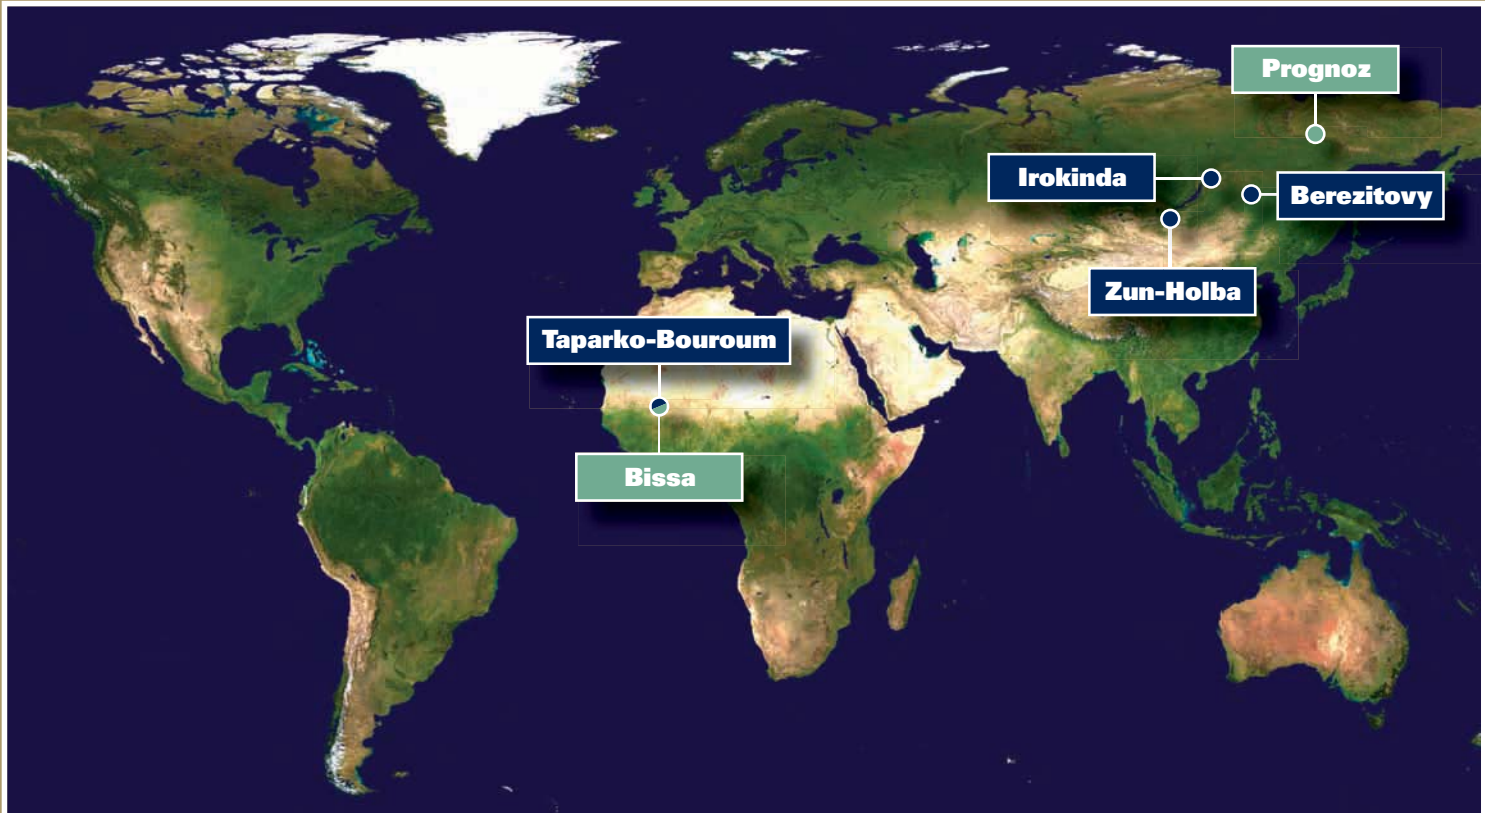 Prognoz
Irokinda
Berezitovy
Zun-Holba
Taparko-Bouroum
Bissa